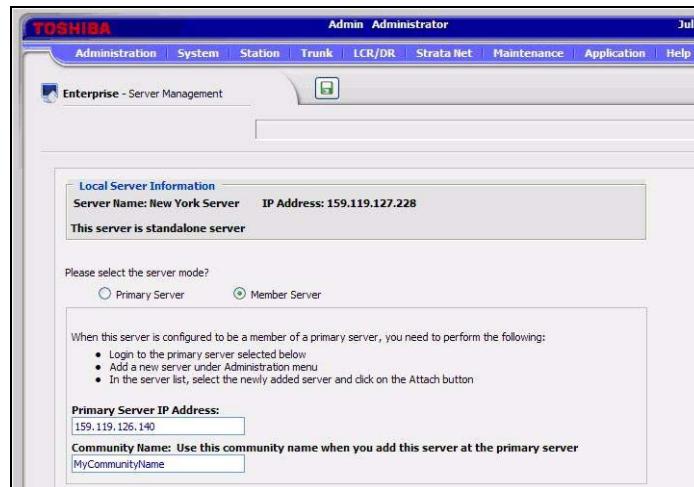 TOSHIBA
Admin Administrator
Jul
Administration System Station Trunk LCR/DR Strata Net Maintenance Application Help
Enterprise - Server Management
Local Server Information
Server Name: New York Server IP Address: 159.119.127.228
This server is standalone server
Please select the server mode?
Primary Server Member Server
When this server is configured to be a member of a primary server, you need to perform the following:
• Login to the primary server selected below
• Add a new server under Administration menu
• In the server list, select the newly added server and click on the Attach button
Primary Server IP Address:
159.119.126.140
Community Name: Use this community name when you add this server at the primary server
MyCommunityName